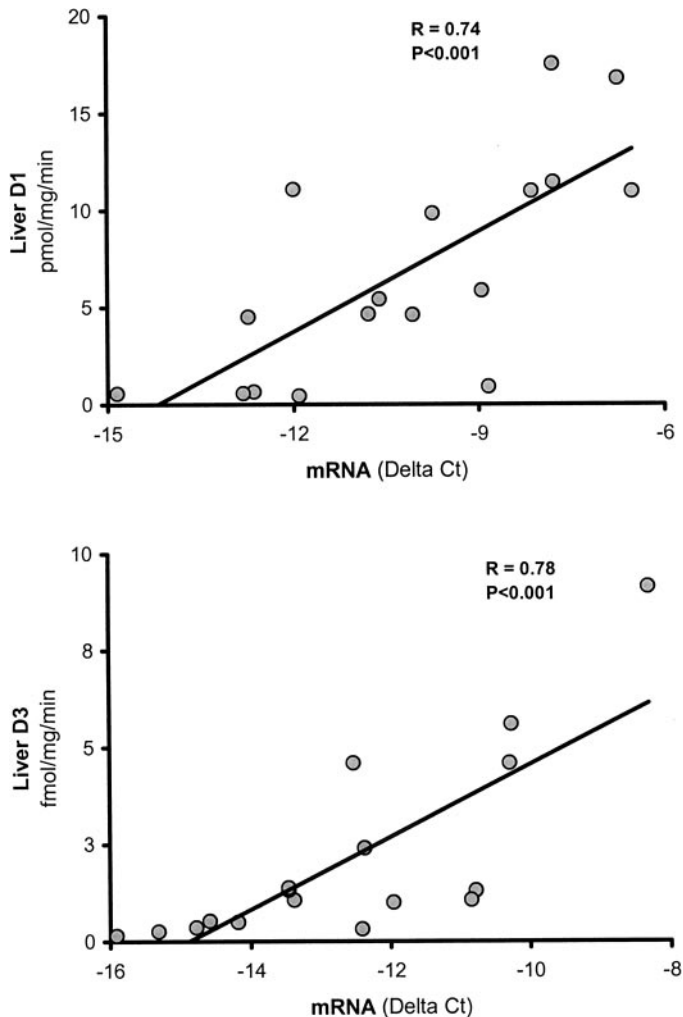 R = 0.74
P<0.001
Liver D1
pmol/mg/min
20
15
10
5
0
-15
-12
-9
-6
mRNA (Delta Ct)
R = 0.78
P<0.001
Liver D3
fmol/mg/min
10
8
5
3
0
-16
-14
-12
-10
-8
mRNA (Delta Ct)